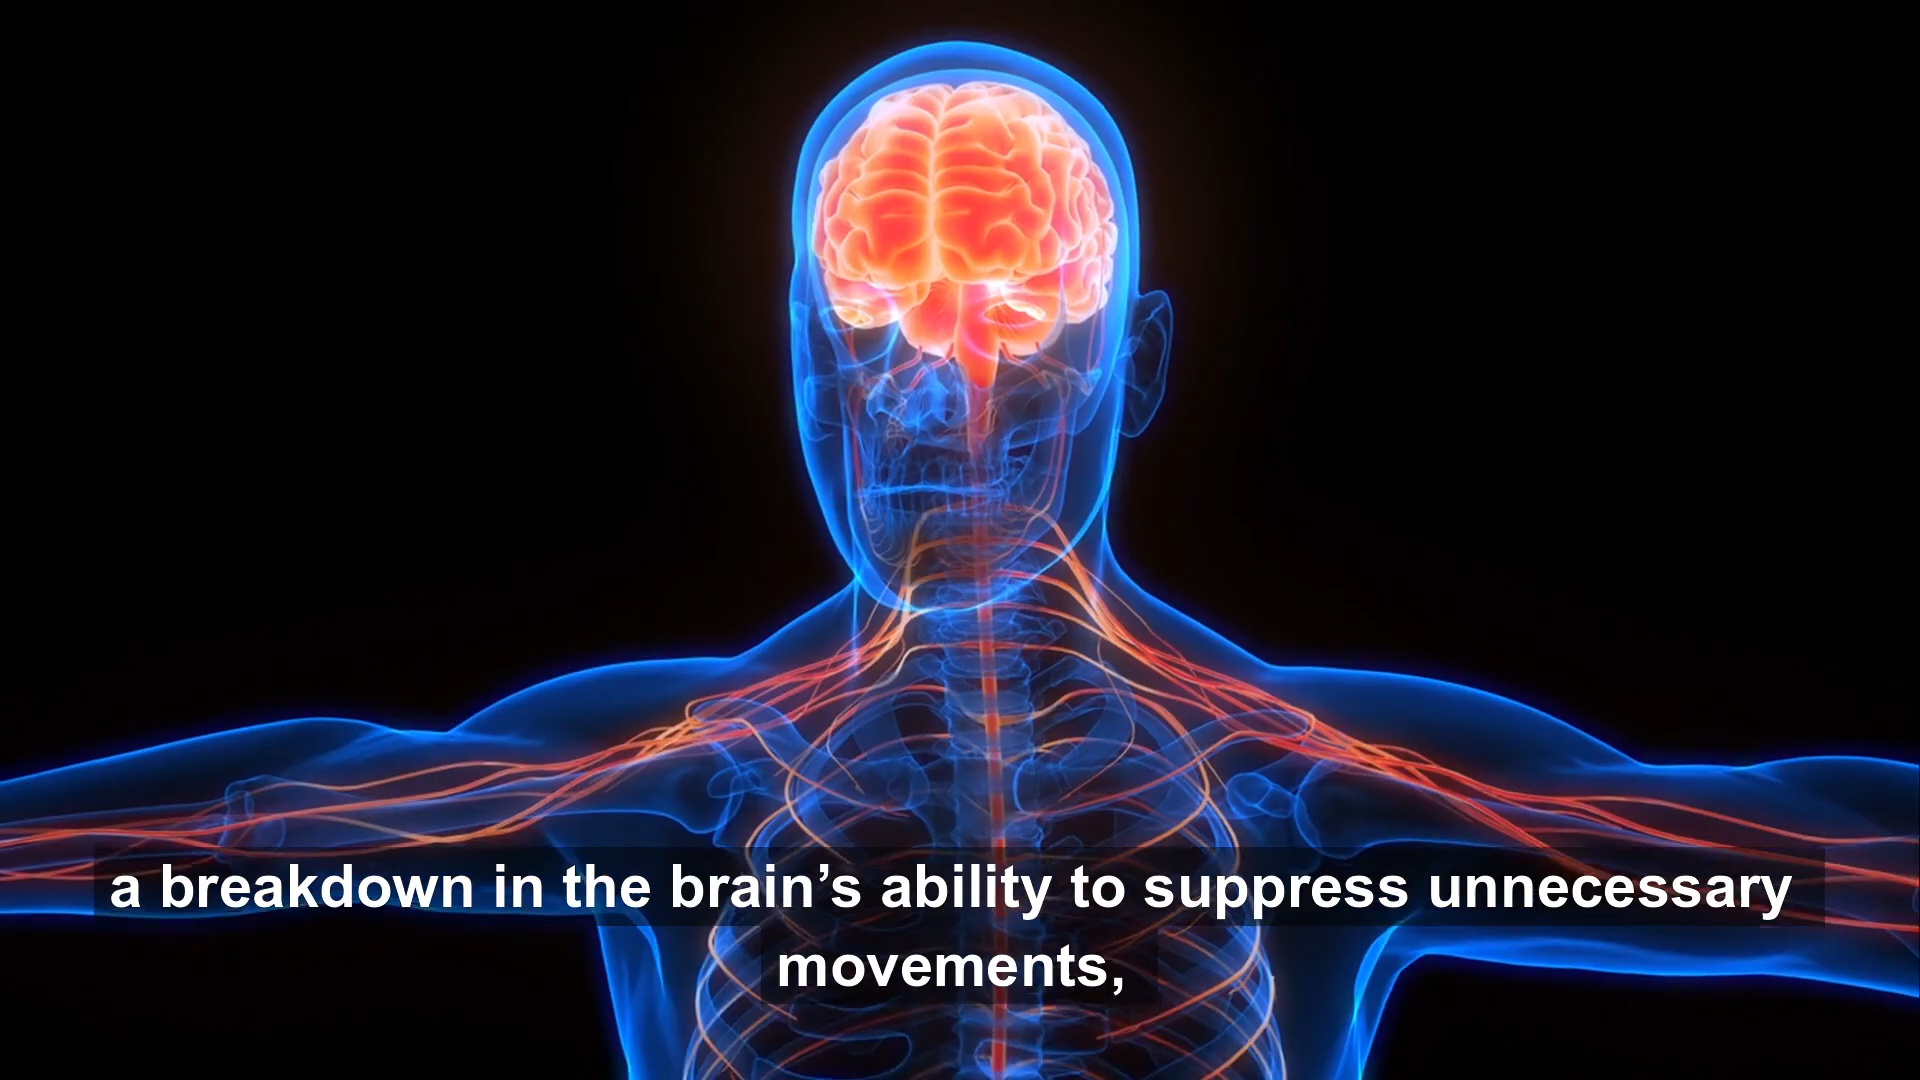 a breakdown in the brain’s ability to suppress unnecessary
movements,